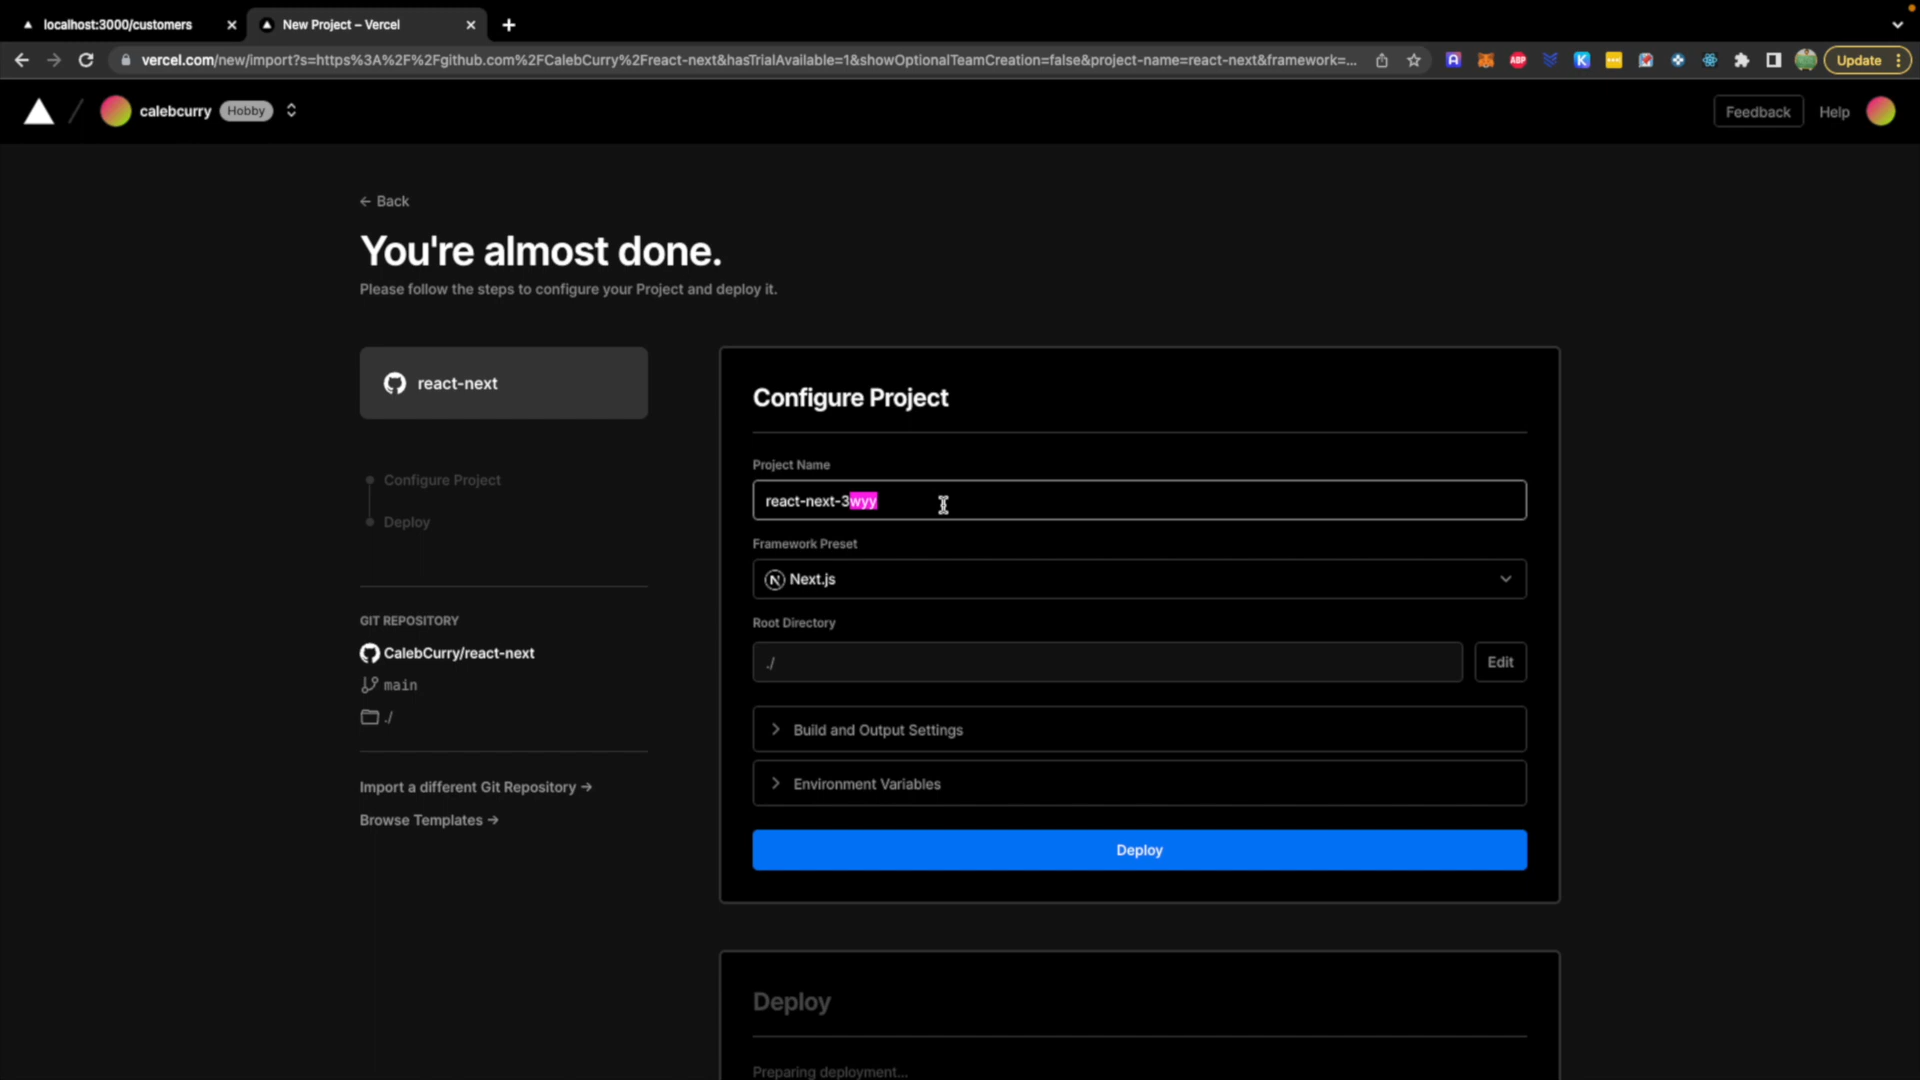 localhost:3000/customers
New Project – Vercel
vercel.com/new/import?s=https%3A%2F%2Fgithub.com%2FCalebCurry%2Freact-next&hasTrialAvailable=1&showOptionalTeamCreation=false&project-name=react-next&framework=...
ABP
K
Update
calebcurry
Hobby
Feedback
Help
← Back
You're almost done.
Please follow the steps to configure your Project and deploy it.
react-next
Configure Project
Deploy
GIT REPOSITORY
CalebCurry/react-next
main
./
Import a different Git Repository →
Browse Templates →
Configure Project
Project Name
react-next-3wyy
Framework Preset
Next.js
Root Directory
./
Edit
Build and Output Settings
Environment Variables
Deploy
Deploy
Preparing deployment...